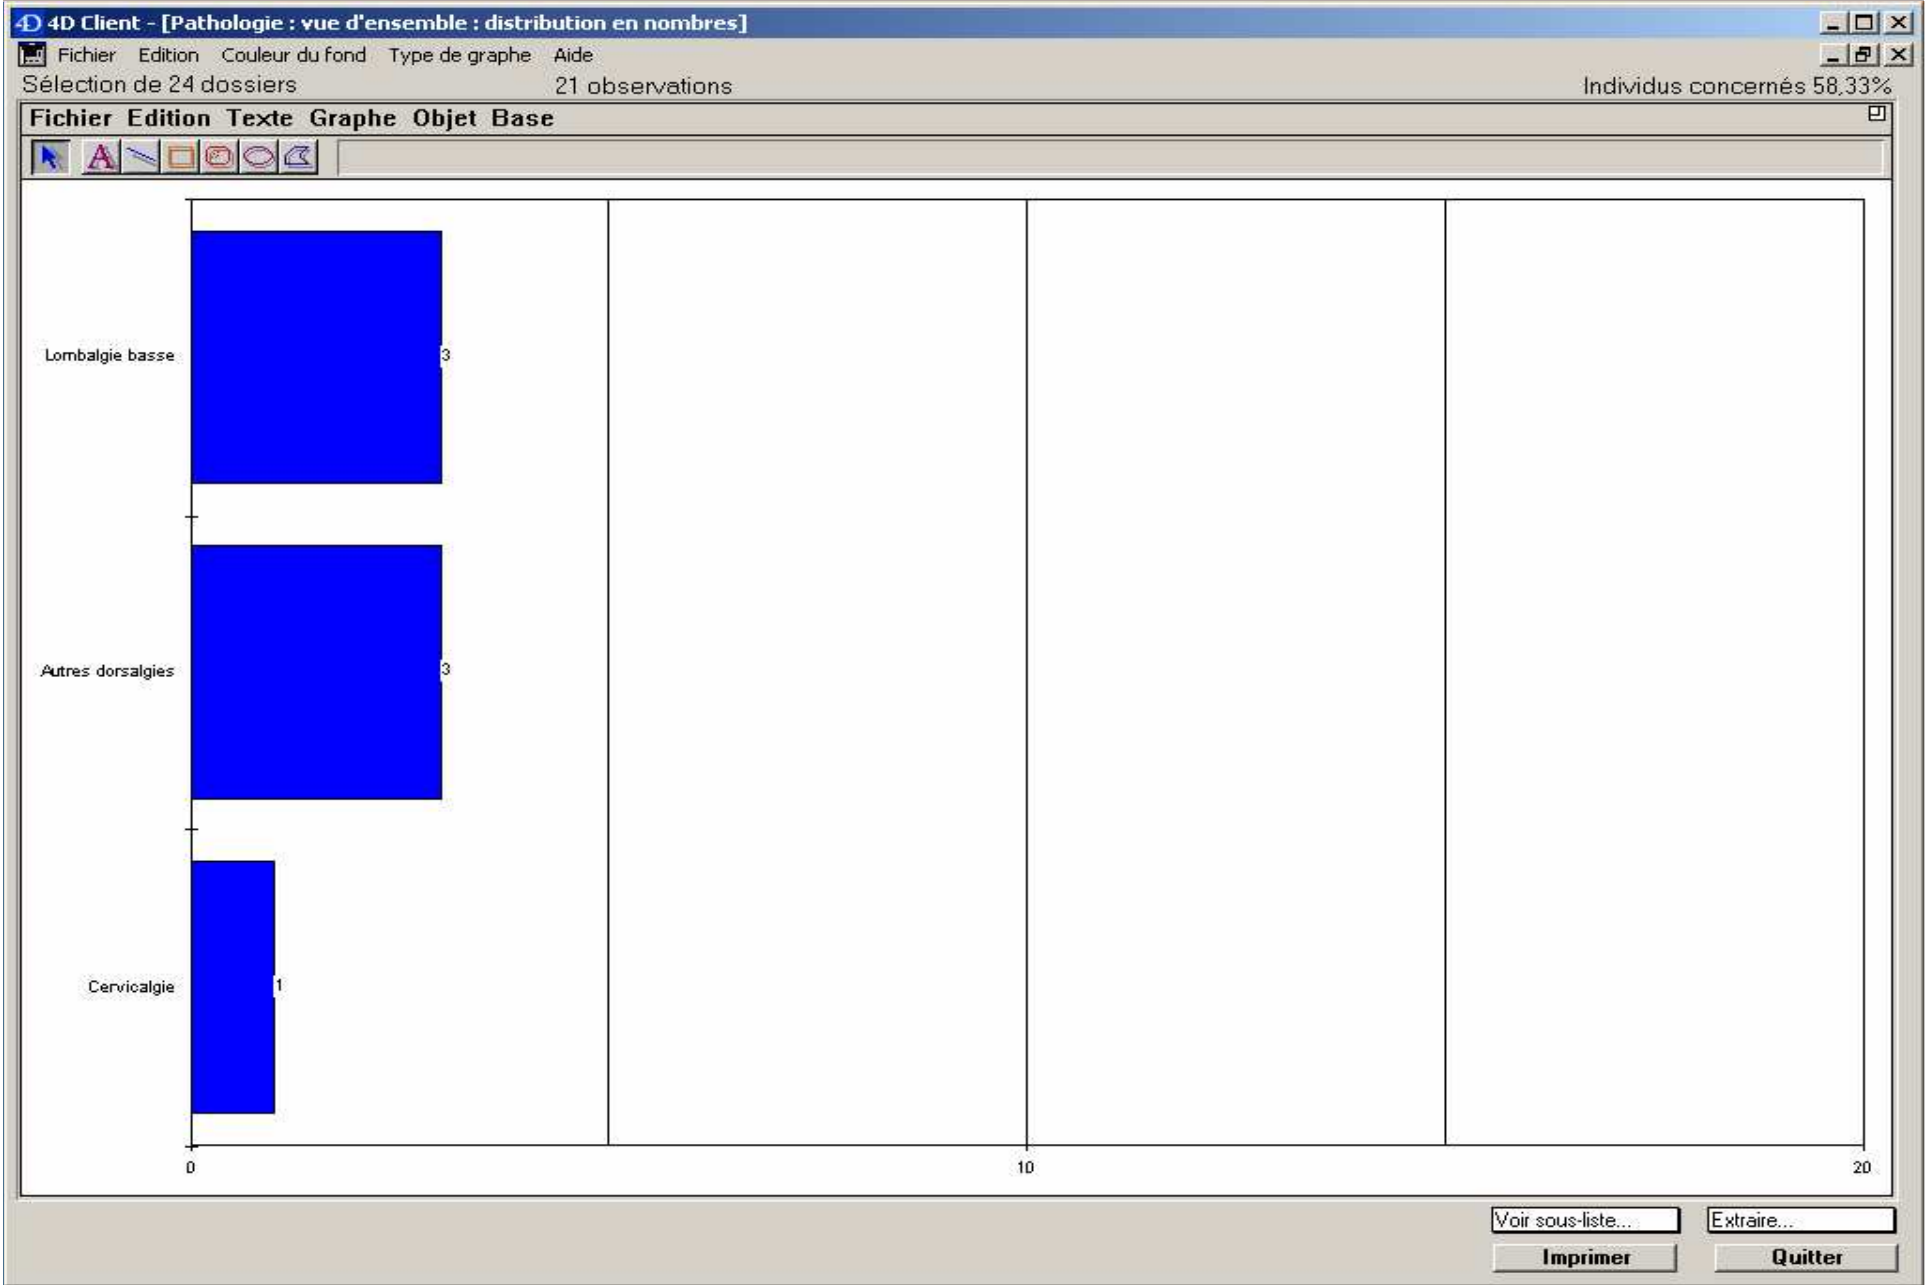 4D 4D Client - [Pathologie : vue d'ensemble : distribution en nombres]
Fichier Edition Couleur du fond Type de graphe Aide
Sélection de 24 dossiers 21 observations Individus concernés 58,33%
Fichier Edition Texte Graphe Objet Base
A
Lombalgie basse 3
Autres dorsalgies 3
Cervicalgie 1
0 10 20
Voir sous-liste... Extraire...
Imprimer Quitter